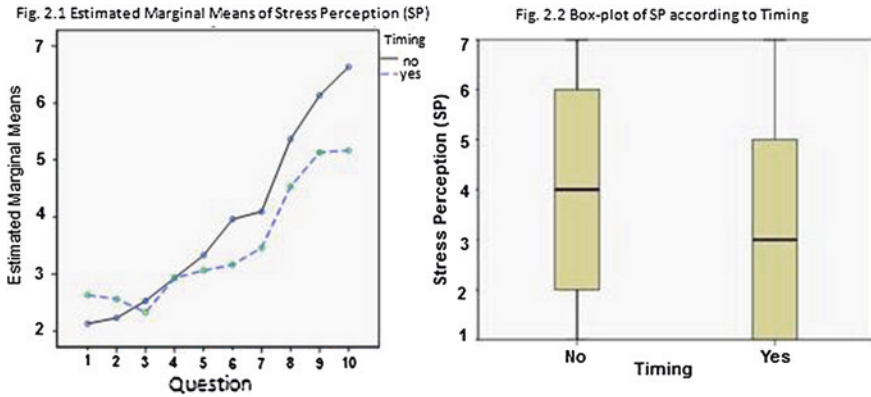 Fig. 2.1 Estimated Marginal Means of Stress Perception (SP)
Timing
no
yes
Estimated Marginal Means
7
6
5
4
3
2
1 2 3 4 5 6 7 8 9 10
Question
Fig. 2.2 Box-plot of SP according to Timing
Stress Perception (SP)
7
6
5
4
3
2
1
No Yes
Timing